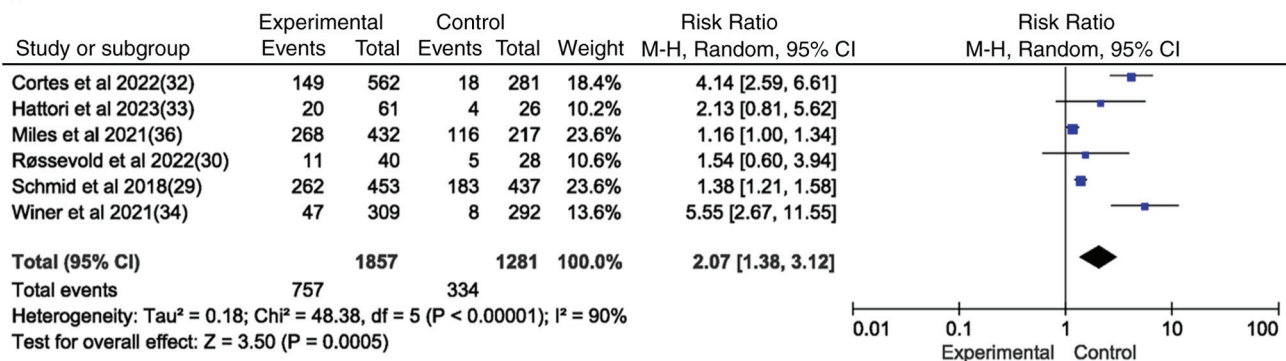 Experimental Control Risk Ratio Risk Ratio
Study or subgroup Events Total Events Total Weight M-H, Random, 95% CI M-H, Random, 95% CI
Cortes et al 2022(32) 149 562 18 281 18.4% 4.14 [2.59, 6.61]
Hattori et al 2023(33) 20 61 4 26 10.2% 2.13 [0.81, 5.62]
Miles et al 2021(36) 268 432 116 217 23.6% 1.16 [1.00, 1.34]
Røssevold et al 2022(30) 11 40 5 28 10.6% 1.54 [0.60, 3.94]
Schmid et al 2018(29) 262 453 183 437 23.6% 1.38 [1.21, 1.58]
Winer et al 2021(34) 47 309 8 292 13.6% 5.55 [2.67, 11.55]
Total (95% CI) 1857 1281 100.0% 2.07 [1.38, 3.12]
Total events 757 334
Heterogeneity: Tau² = 0.18; Chi² = 48.38, df = 5 (P < 0.00001); I² = 90%
Test for overall effect: Z = 3.50 (P = 0.0005)
0.01 0.1 1 10 100
Experimental Control